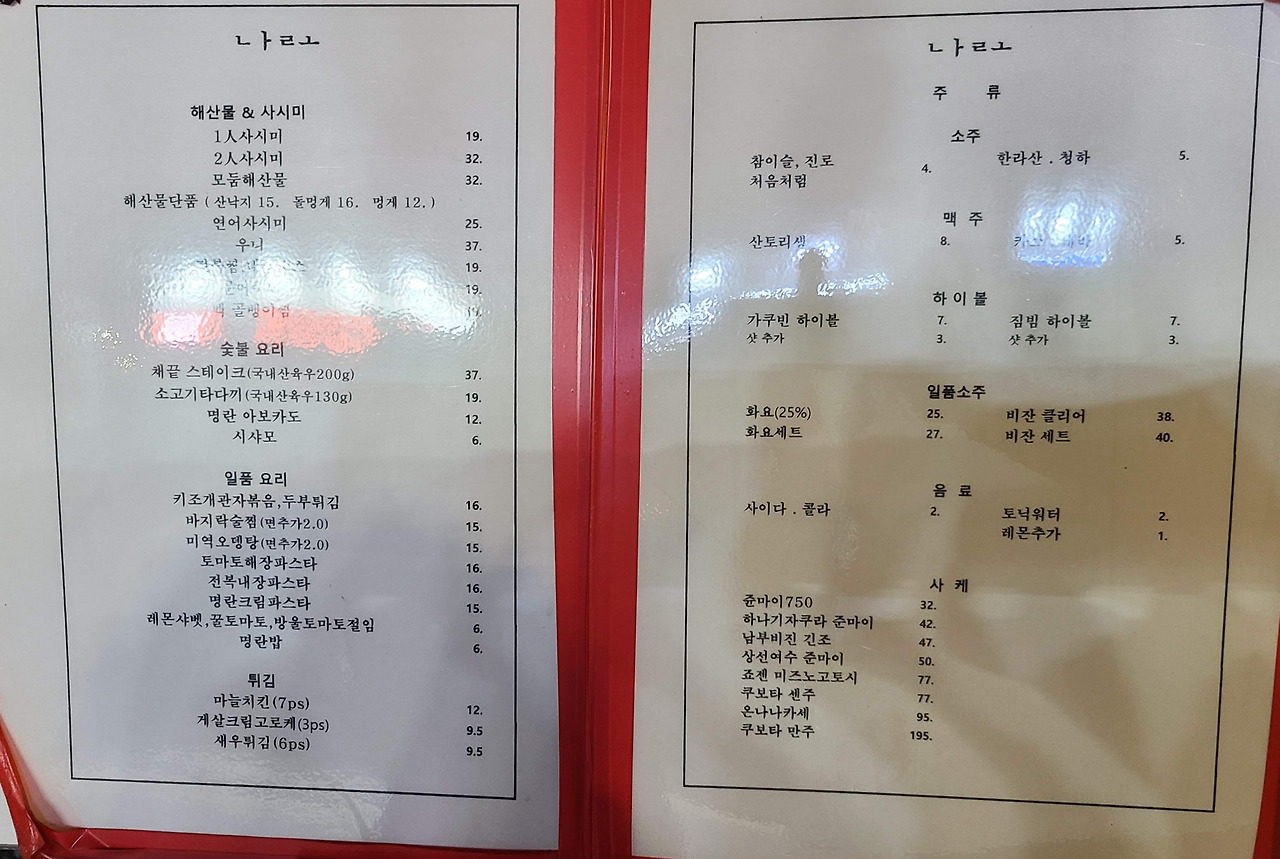 ㄴㅏㄹㅗ
해산물 & 사시미
1人사시미 19.
2人사시미 32.
모둠해산물 32.
해산물단품 ( 산낙지 15. 돌멍게 16. 멍게 12. )
연어사시미 25.
우니 37.
19.
19.
골뱅이찜 19.
숯불 요리
채끝 스테이크(국내산육우200g) 37.
소고기타다끼(국내산육우130g) 19.
명란 아보카도 12.
시샤모 6.
일품 요리
키조개관자볶음,두부튀김 16.
바지락술찜(면추가2.0) 15.
미역오뎅탕(면추가2.0) 15.
토마토해장파스타 16.
전복내장파스타 16.
명란크림파스타 15.
레몬샤벳,꿀토마토,방울토마토절임 6.
명란밥 6.
튀김
마늘치킨(7ps) 12.
게살크림고로케(3ps) 9.5
새우튀김(6ps) 9.5
ㄴㅏㄹㅗ
주 류
소주
참이슬, 진로 4. 한라산 . 청하 5.
처음처럼
맥 주
산토리생 8. 5.
하 이 볼
가쿠빈 하이볼 7. 짐빔 하이볼 7.
샷 추가 3. 샷 추가 3.
일품소주
화요(25%) 25. 비잔 클리어 38.
화요세트 27. 비잔 세트 40.
음 료
사이다 . 콜라 2. 토닉워터 2.
레몬추가 1.
사 케
쥰마이750 32.
하나기자쿠라 준마이 42.
남부비진 긴조 47.
상선여수 준마이 50.
죠젠 미즈노고토시 77.
쿠보타 센주 77.
온나나카세 95.
쿠보타 만주 195.